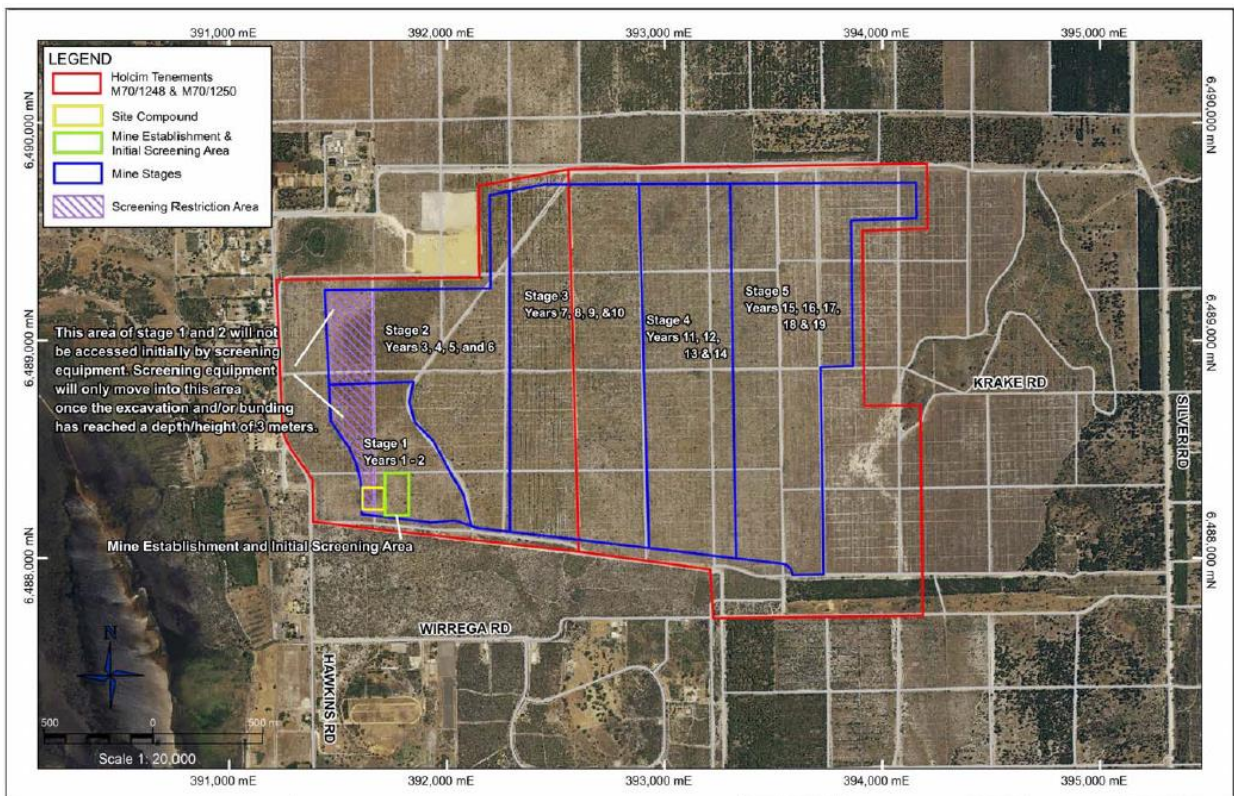 391,000 mE
392,000 mE
393,000 mE
394,000 mE
395,000 mE
LEGEND
Holcim Tenements
M70/1248 & M70/1250
Site Compound
Mine Establishment &
Initial Screening Area
Mine Stages
Screening Restriction Area
6,490,000 mN
6,490,000 mN
Stage 3
Years 7, 8, 9, &10
Stage 5
Years 15, 16, 17,
18 & 19
Stage 4
Years 11, 12,
13 & 14
Stage 2
Years 3, 4, 5, and 6
This area of stage 1 and 2 will not
be accessed initially by screening
equipment. Screening equipment
will only move into this area
once the excavation and/or bunding
has reached a depth/height of 3 meters.
6,489,000 mN
6,489,000 mN
KRAKE RD
SILVER RD
Stage 1
Years 1 - 2
Mine Establishment and Initial Screening Area
6,488,000 mN
6,488,000 mN
WIRREGA RD
HAWKINS RD
N
500 0 500 m
Scale 1: 20,000
391,000 mE
392,000 mE
393,000 mE
394,000 mE
395,000 mE